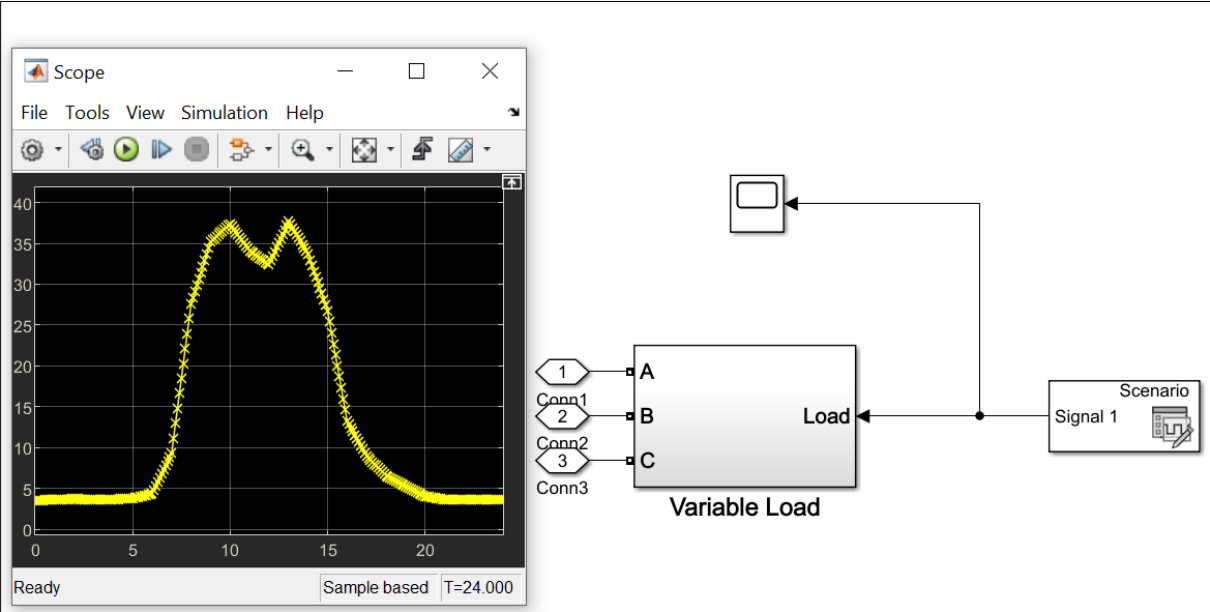 Scope
File Tools View Simulation Help
40
35
30
25
20
15
10
5
0
0 5 10 15 20
Ready Sample based T=24.000
1
Conn1
2
Conn2
3
Conn3
A
B
C
Load
Variable Load
Scenario
Signal 1